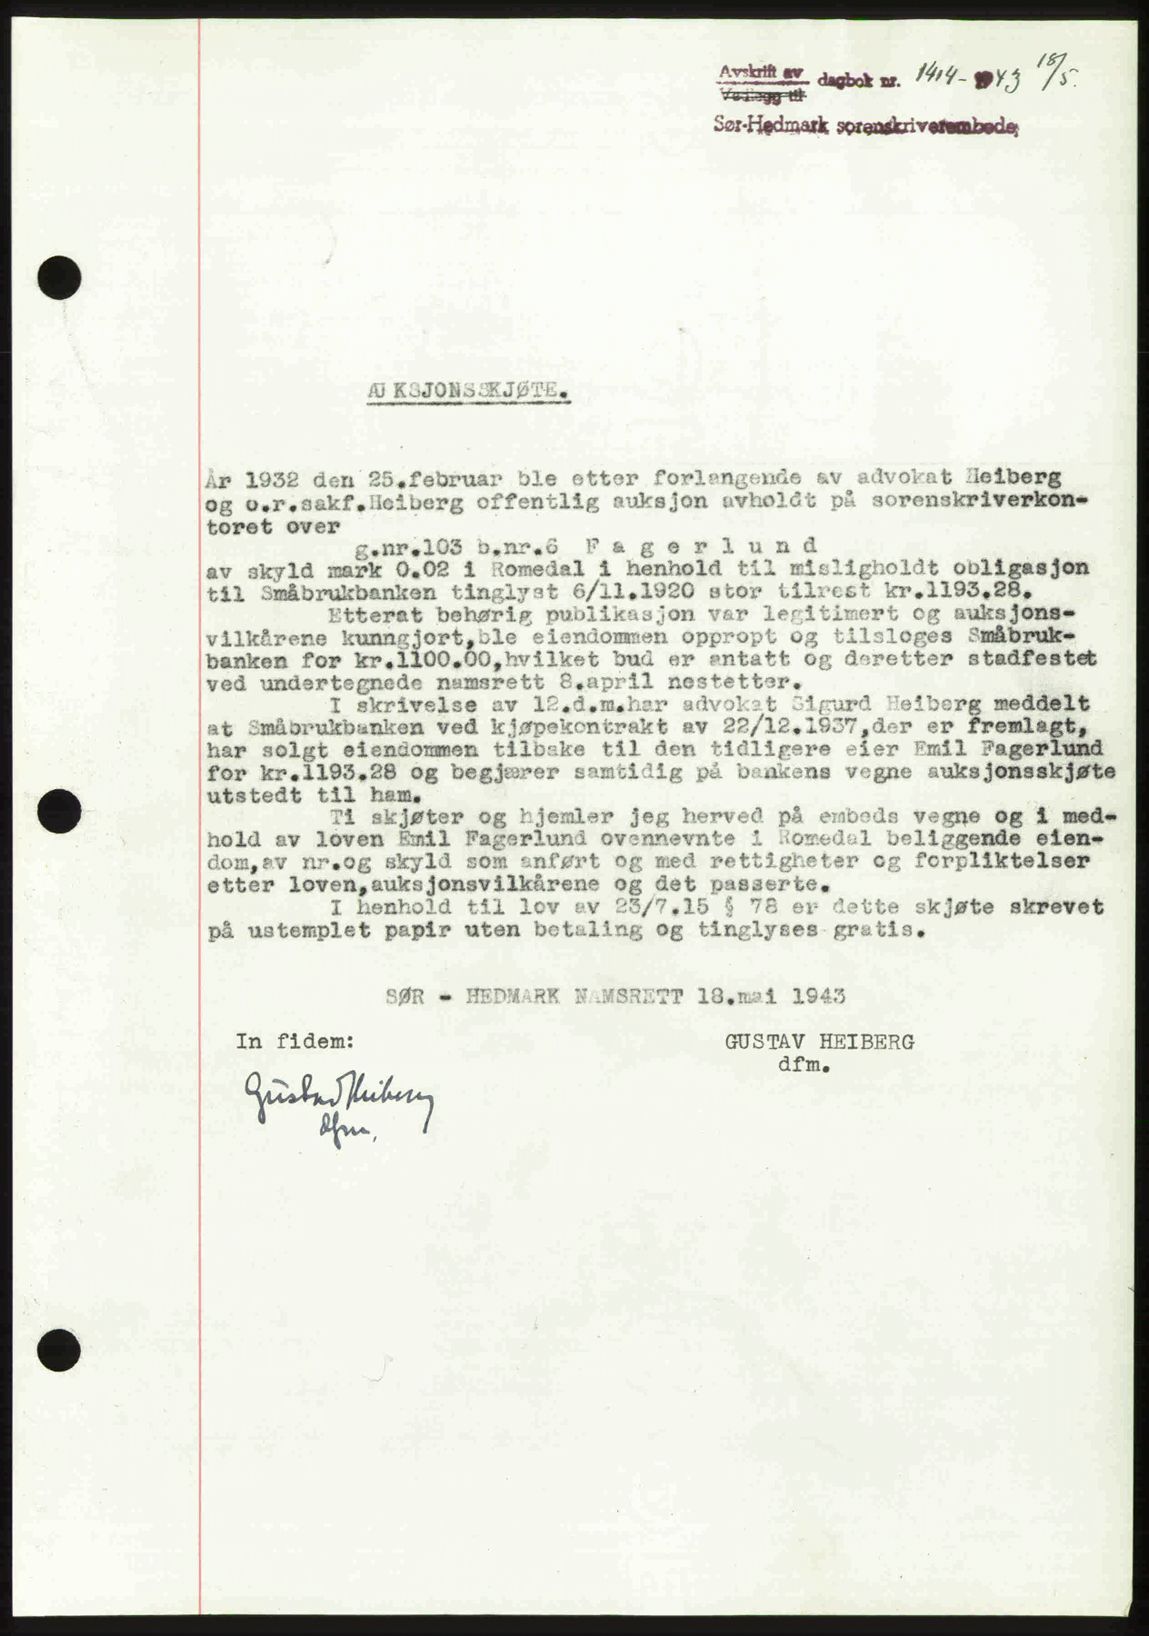 Avskrift av
Vedlegg til
dagbok nr. 1414-1943 18/5.
Sør-Hedmark sorenskriverembede
AUKSJONSSKJØTE.
År 1932 den 25.februar ble etter forlangende av advokat Heiberg
og o.r.sakf.Heiberg offentlig auksjon avholdt på sorenskriverkon-
toret over
g.nr.103 b.nr.6 F a g e r l u n d
av skyld mark 0.02 i Romedal i henhold til misligholdt obligasjon
til Småbrukbanken tinglyst 6/11.1920 stor tilrest kr.1193.28.
Etterat behørig publikasjon var legitimert og auksjons-
vilkårene kunngjort,ble eiendommen oppropt og tilsloges Småbruk-
banken for kr.1100.00,hvilket bud er antatt og deretter stadfestet
ved undertegnede namsrett 8.april nestetter.
I skrivelse av 12.d.m.har advokat Sigurd Heiberg meddelt
at Småbrukbanken ved kjøpekontrakt av 22/12.1937,der er fremlagt,
har solgt eiendommen tilbake til den tidligere eier Emil Fagerlund
for kr.1193.28 og begjærer samtidig på bankens vegne auksjonsskjøte
utstedt til ham.
Ti skjøter og hjemler jeg herved på embeds vegne og i med-
hold av loven Emil Fagerlund ovennevnte i Romedal beliggende eien-
dom,av nr.og skyld som anført og med rettigheter og forpliktelser
etter loven,auksjonsvilkårene og det passerte.
I henhold til lov av 23/7.15 § 78 er dette skjøte skrevet
på ustemplet papir uten betaling og tinglyses gratis.
SØR - HEDMARK NAMSRETT 18.mai 1943
In fidem:
GUSTAV HEIBERG
dfm.
Gustav Heiberg
dfm.